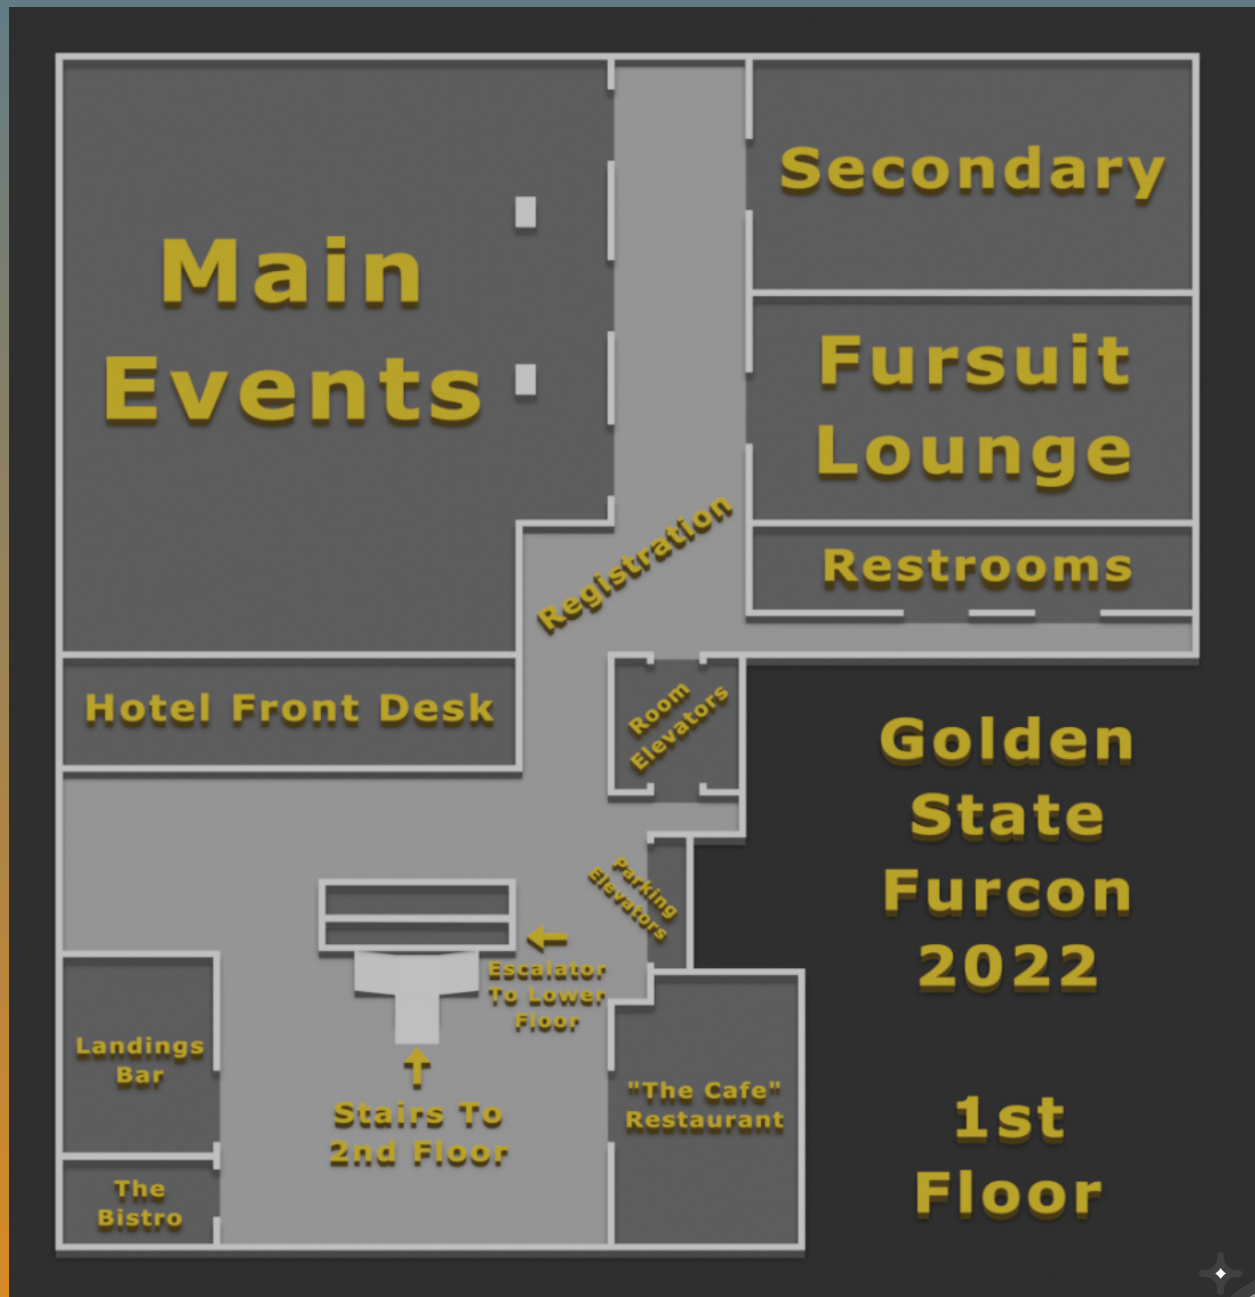 Main
Events
Secondary
Fursuit
Lounge
Registration
Restrooms
Hotel Front Desk
Room
Elevators
Parking
Elevators
Escalator
To Lower
Floor
Landings
Bar
Stairs To
2nd Floor
"The Cafe"
Restaurant
The
Bistro
Golden
State
Furcon
2022
1st
Floor